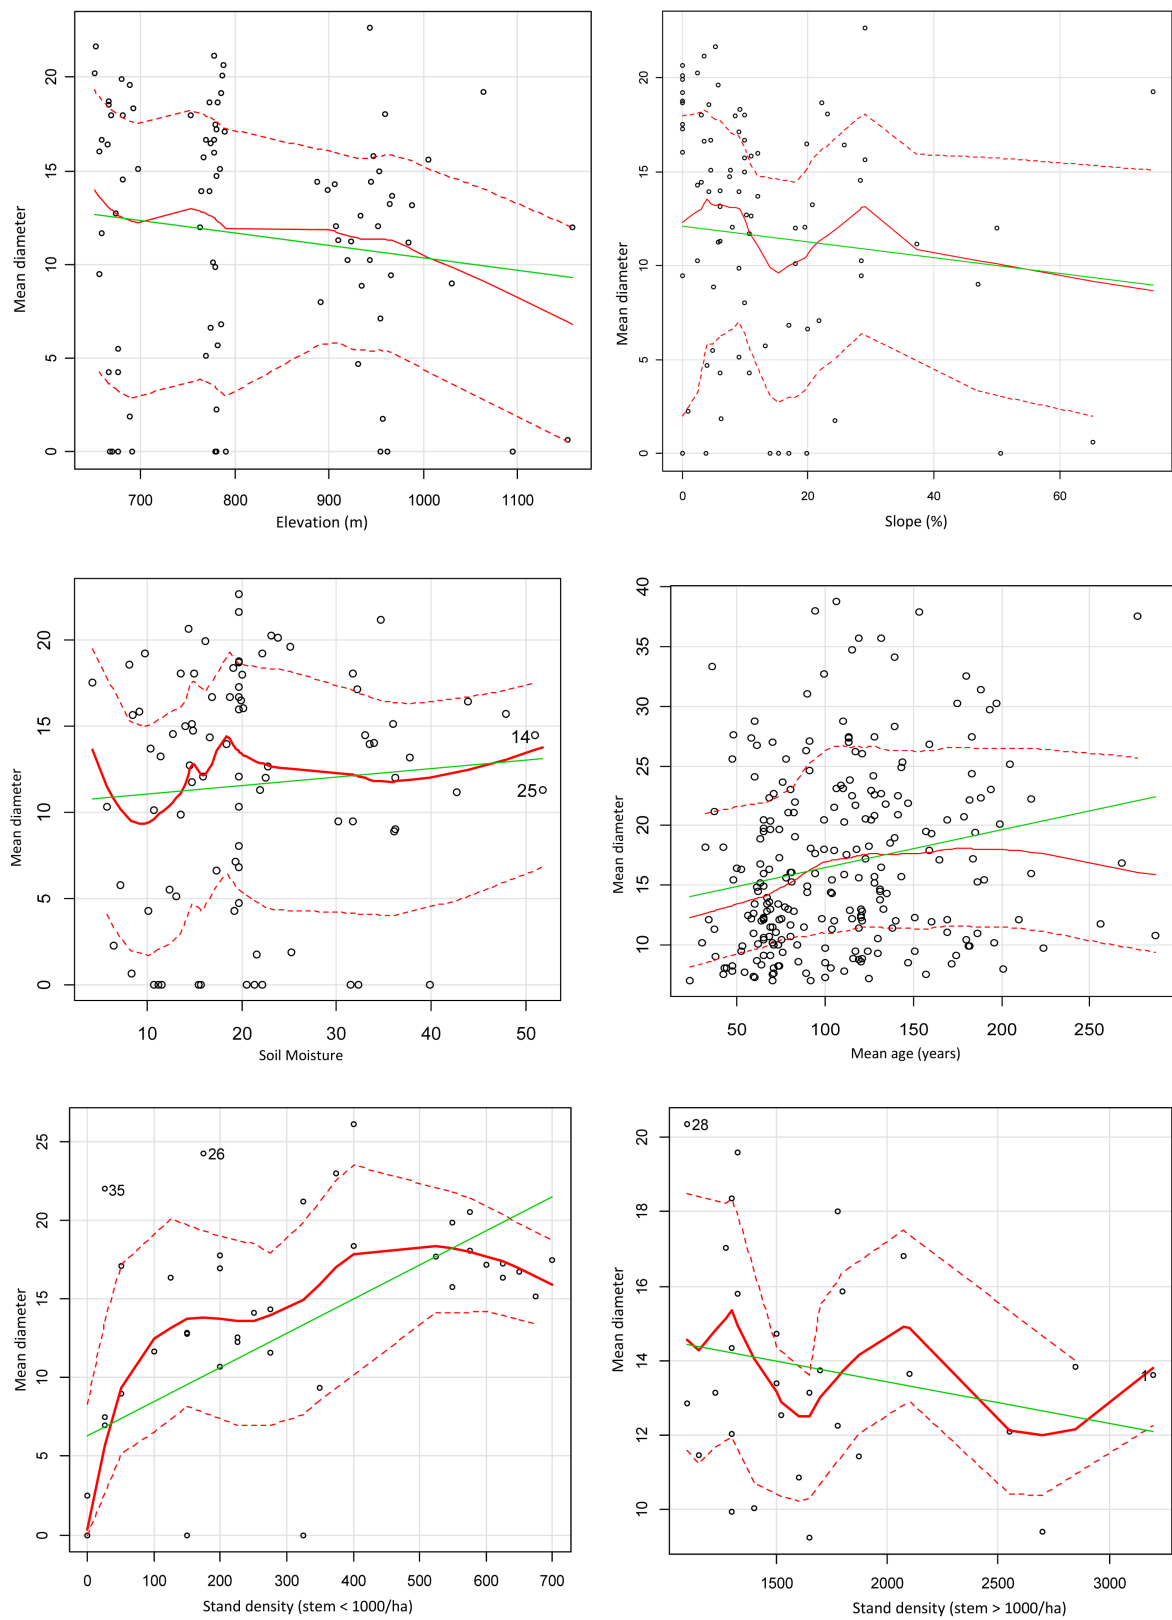 Mean diameter
0 5 10 15 20
700 800 900 1000 1100
Elevation (m)
Mean diameter
0 5 10 15 20
0 20 40 60
Slope (%)
Mean diameter
0 5 10 15 20
14
25
10 20 30 40 50
Soil Moisture
Mean diameter
10 15 20 25 30 35 40
50 100 150 200 250
Mean age (years)
Mean diameter
0 5 10 15 20 25
35
26
0 100 200 300 400 500 600 700
Stand density (stem < 1000/ha)
Mean diameter
10 12 14 16 18 20
28
1
1500 2000 2500 3000
Stand density (stem > 1000/ha)